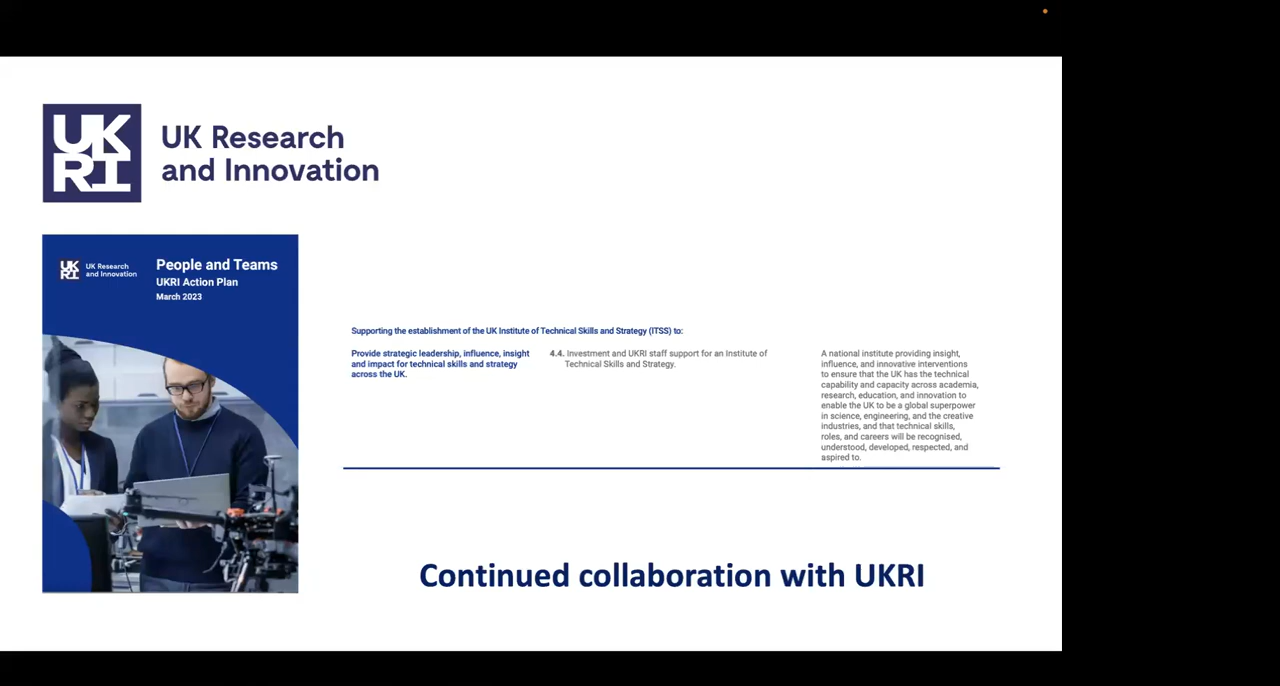 UK
RI
UK Research
and Innovation
UK
RI
UK Research
and Innovation
People and Teams
UKRI Action Plan
March 2023
Supporting the establishment of the UK Institute of Technical Skills and Strategy (ITSS) to:
Provide strategic leadership, influence, insight
and impact for technical skills and strategy
across the UK.
4.4. Investment and UKRI staff support for an Institute of
Technical Skills and Strategy.
A national institute providing insight,
influence, and innovative interventions
to ensure that the UK has the technical
capability and capacity across academia,
research, education, and innovation to
enable the UK to be a global superpower
in science, engineering, and the creative
industries, and that technical skills,
roles, and careers will be recognised,
understood, developed, respected, and
aspired to.
Continued collaboration with UKRI